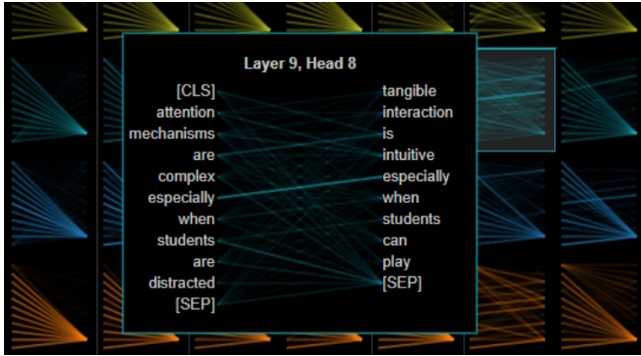 Layer 9, Head 8
[CLS] tangible
attention interaction
mechanisms is
are intuitive
complex especially
especially when
when students
students can
are play
distracted [SEP]
[SEP]